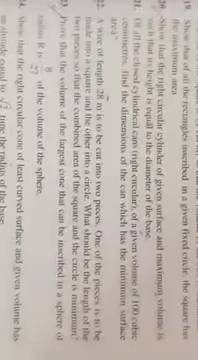 19. Show that of all the rectangles inscribed in a given fixed circle, the square has
the maximum area.
20. Show that the right circular cylinder of given surface and maximum volume is
such that its height is equal to the diameter of the base.
21. Of all the closed cylindrical cans (right circular), of a given volume of 100 cubic
centimetres, find the dimensions of the can which has the minimum surface
area?
22. A wire of length 28 m is to be cut into two pieces. One of the pieces is to be
made into a square and the other into a circle. What should be the length of the
two pieces so that the combined area of the square and the circle is minimum?
23. Prove that the volume of the largest cone that can be inscribed in a sphere of
radius R is 8/27 of the volume of the sphere.
24. Show that the right circular cone of least curved surface and given volume has
an altitude equal to √2 time the radius of the base.